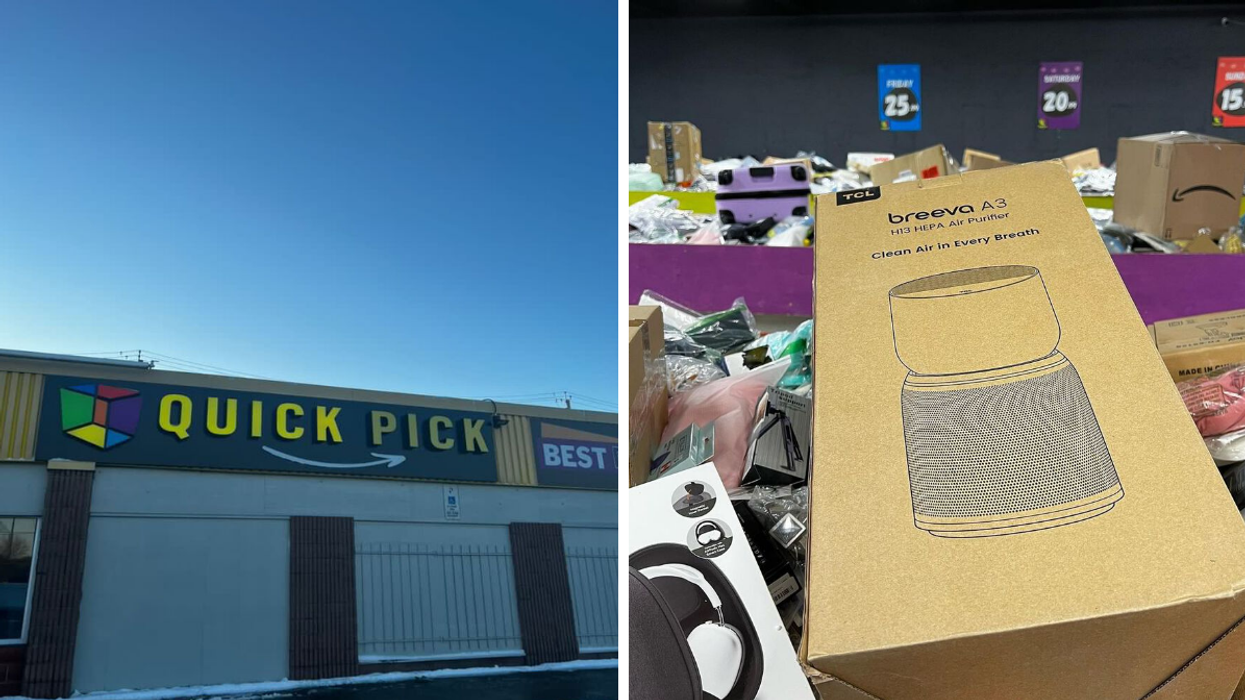 QUICK PICK
BEST
FRIDAY
25
SATURDAY
20
15
TCL
breeva A3
H13 HEPA Air Purifier
Clean Air in Every Breath
MADE IN